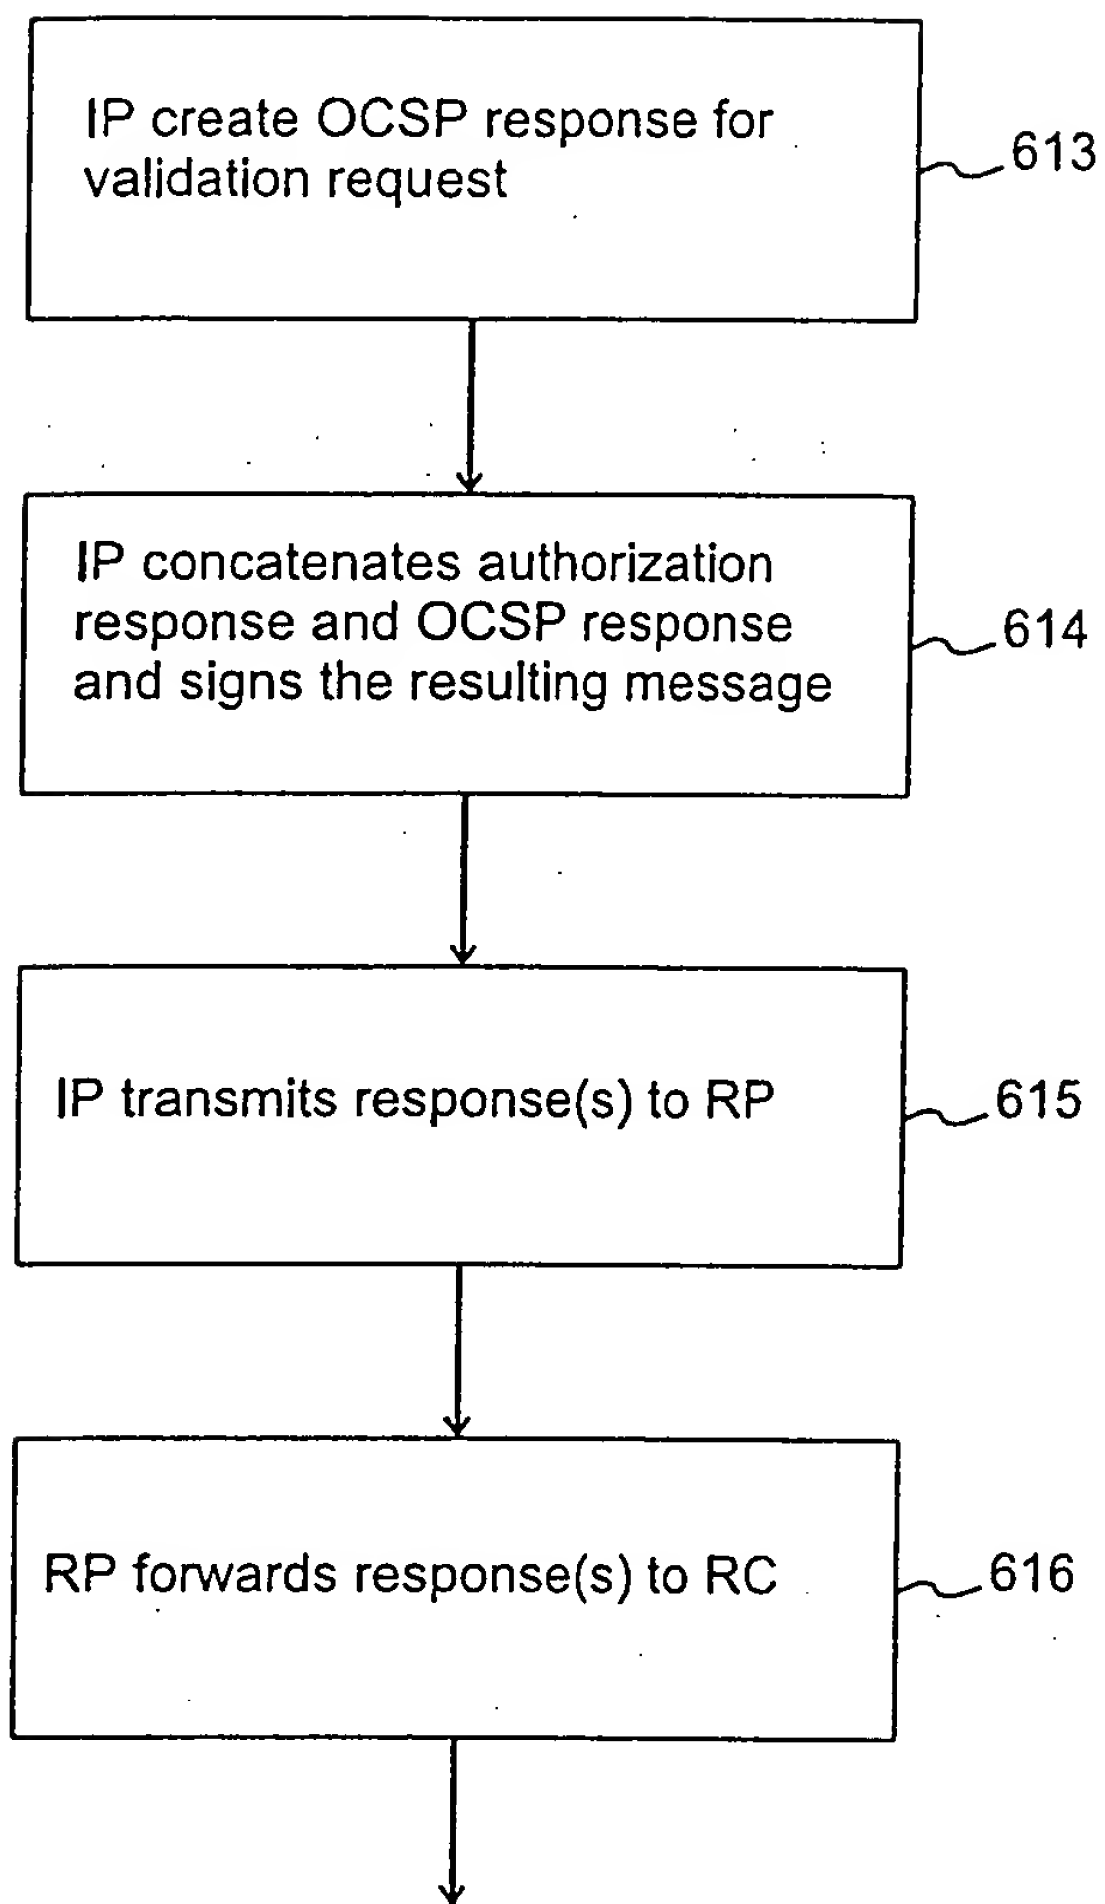 IP create OCSP response for
validation request
613
IP concatenates authorization
response and OCSP response
and signs the resulting message
614
IP transmits response(s) to RP
615
RP forwards response(s) to RC
616